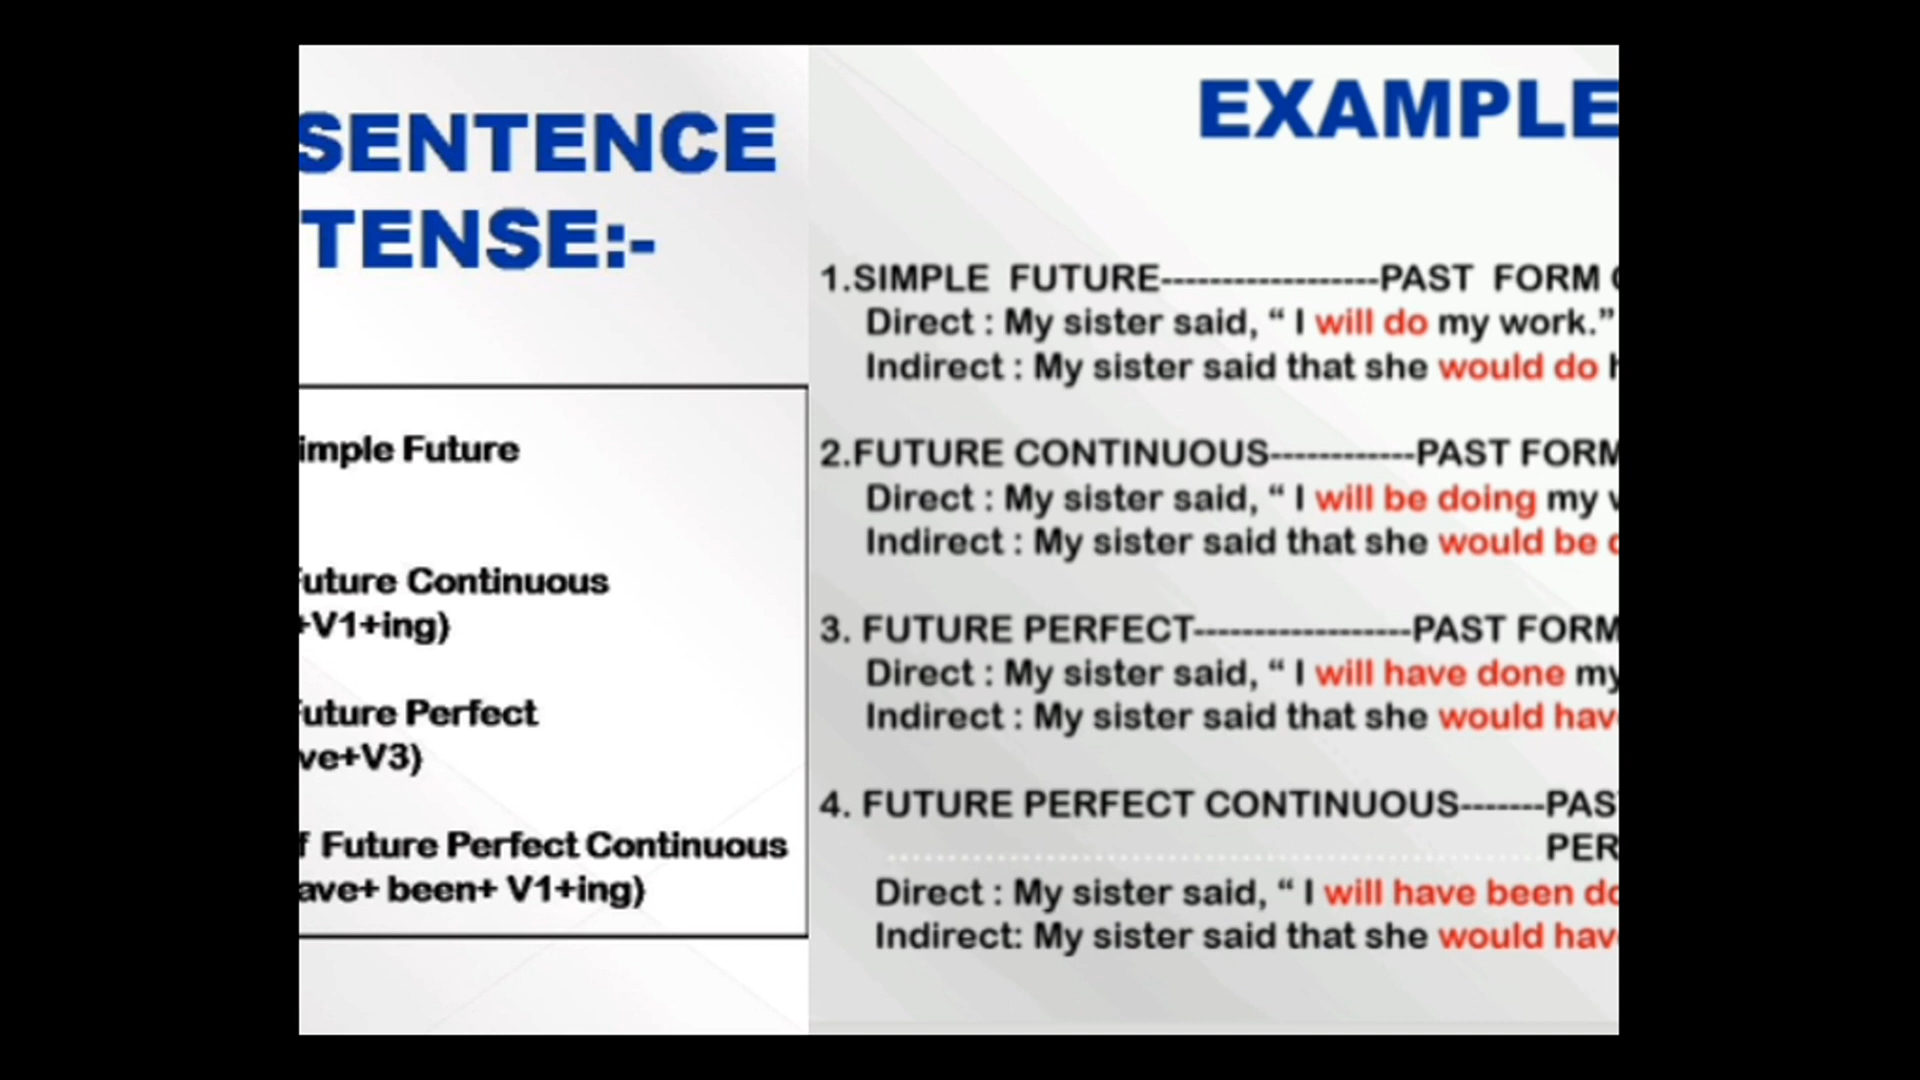 SENTENCE
TENSE:-
imple Future
uture Continuous
+V1+ing)
uture Perfect
ve+V3)
f Future Perfect Continuous
ave+ been+ V1+ing)
EXAMPLE
1.SIMPLE FUTURE------------------PAST FORM
Direct : My sister said, “ I will do my work.”
Indirect : My sister said that she would do
2.FUTURE CONTINUOUS------------PAST FORM
Direct : My sister said, “ I will be doing my
Indirect : My sister said that she would be
3. FUTURE PERFECT------------------PAST FORM
Direct : My sister said, “ I will have done my
Indirect : My sister said that she would hav
4. FUTURE PERFECT CONTINUOUS-------PAS
PER
Direct : My sister said, “ I will have been do
Indirect: My sister said that she would hav